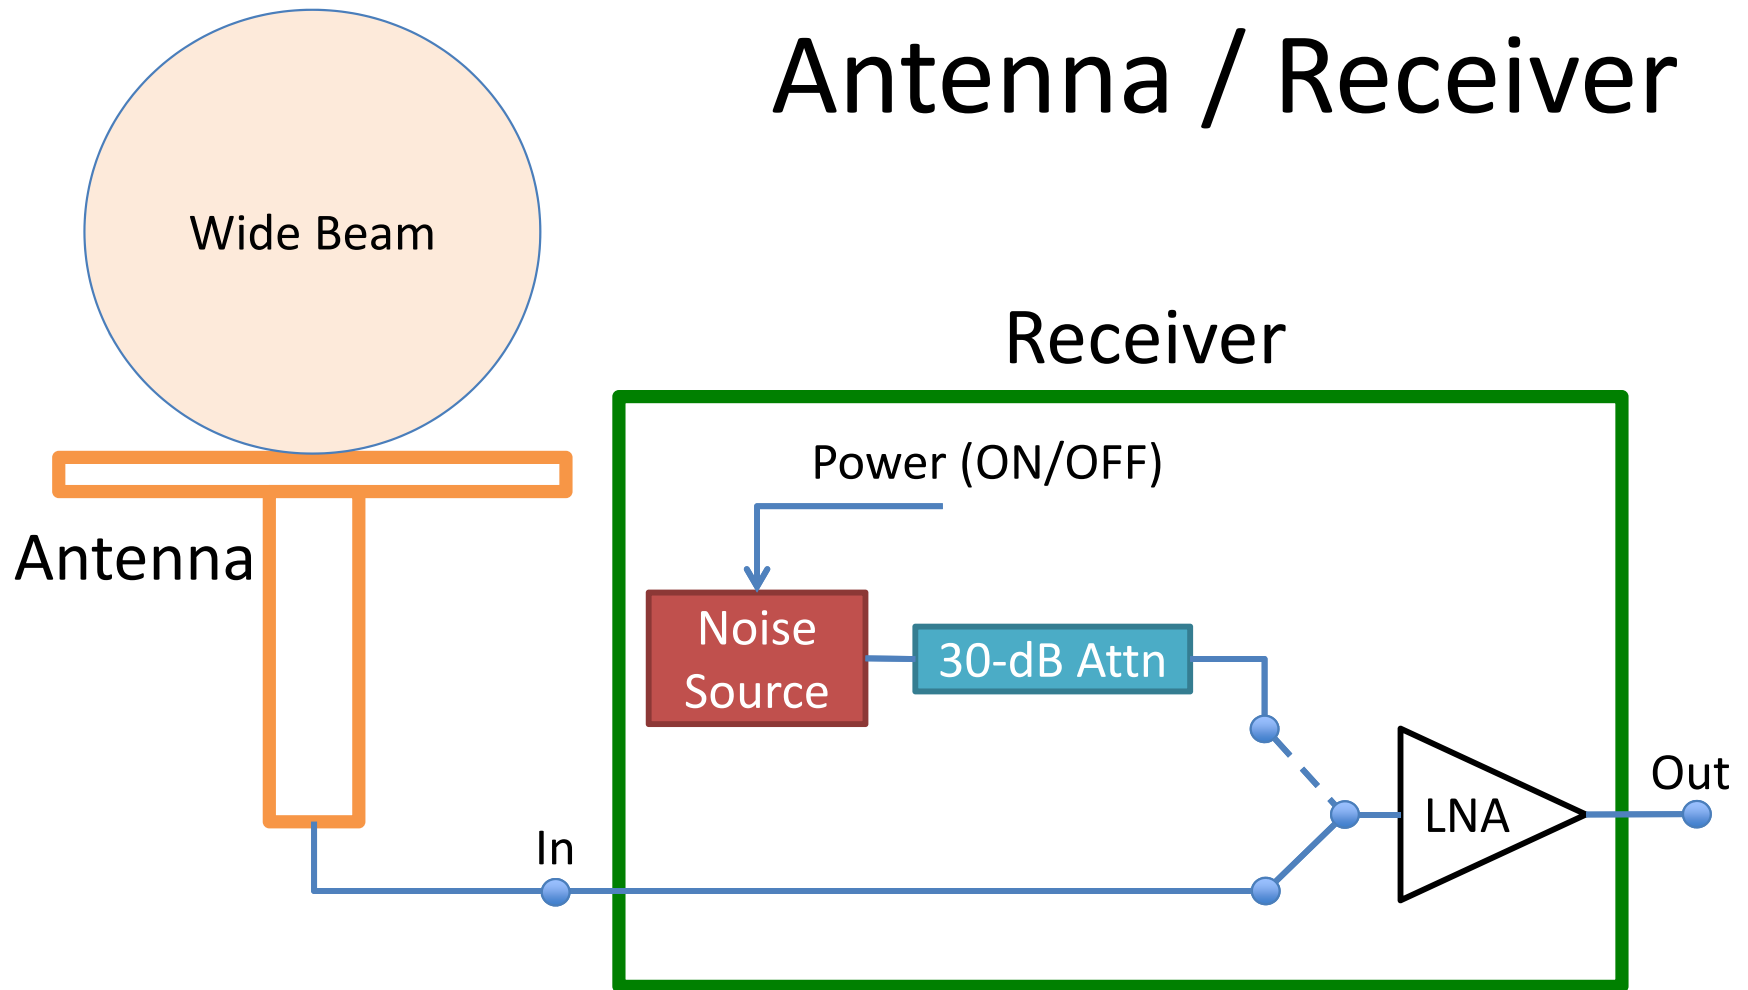 Antenna / Receiver
Wide Beam
Receiver
Power (ON/OFF)
Antenna
Noise
Source
30-dB Attn
Out
LNA
In